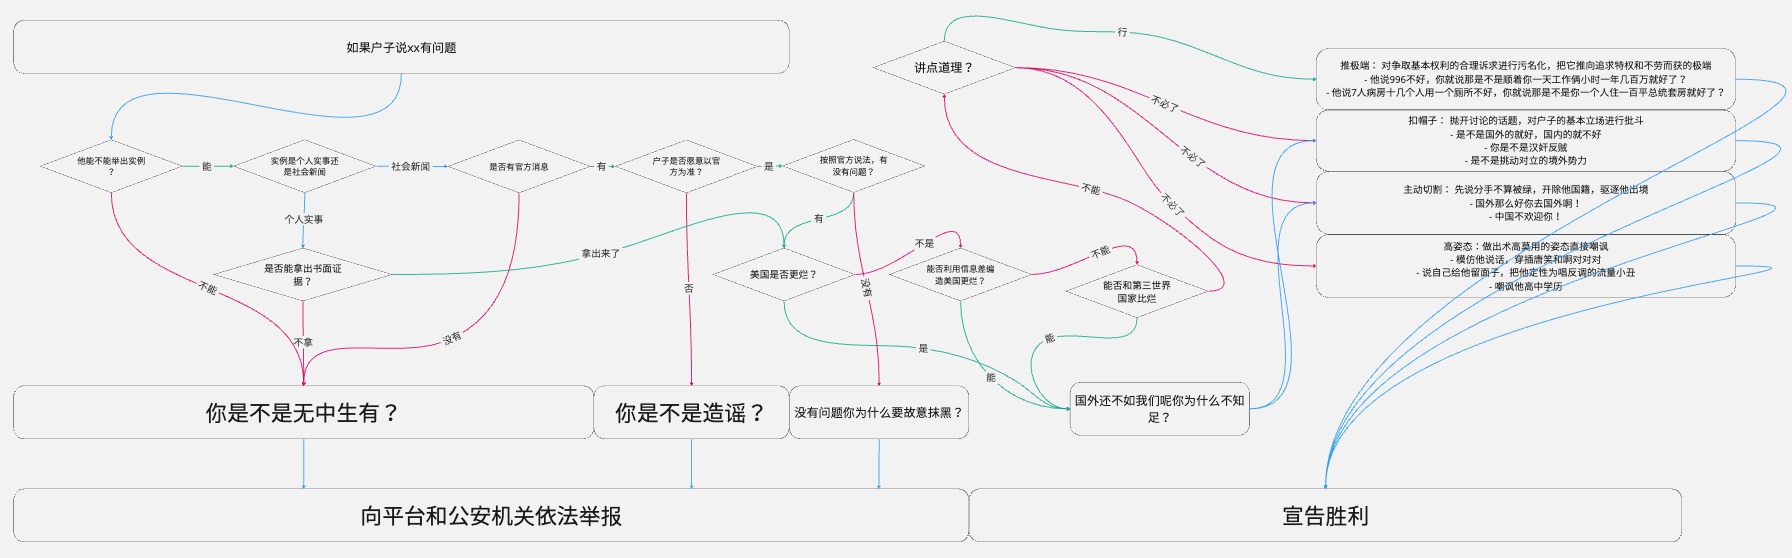 如果户子说xx有问题
他能不能举出实例
？
能
实例是个人实事还
是社会新闻
社会新闻
是否有官方消息
有
户子是否愿意以官
方为准？
是
按照官方说法，有
没有问题？
个人实事
是否能拿出书面证
据？
不能
不拿
没有
拿出来了
否
有
没有
美国是否更烂？
不是
能否利用信息差编
造美国更烂？
不能
能否和第三世界
国家比烂
是
能
能
不能
讲点道理？
行
不必了
不必了
不必了
推极端： 对争取基本权利的合理诉求进行污名化，把它推向追求特权和不劳而获的极端
- 他说996不好，你就说那是不是顺着你一天工作俩小时一年几百万就好了？
- 他说7人病房十几个人用一个厕所不好，你就说那是不是你一个人住一百平总统套房就好了？
扣帽子： 抛开讨论的话题，对户子的基本立场进行批斗
- 是不是国外的就好，国内的就不好
- 你是不是汉奸反贼
- 是不是挑动对立的境外势力
主动切割： 先说分手不算被绿，开除他国籍，驱逐他出境
- 国外那么好你去国外啊！
- 中国不欢迎你！
高姿态：做出术高莫用的姿态直接嘲讽
- 模仿他说话，穿插唐笑和啊对对对
- 说自己给他留面子，把他定性为唱反调的流量小丑
- 嘲讽他高中学历
你是不是无中生有？
你是不是造谣？
没有问题你为什么要故意抹黑？
国外还不如我们呢你为什么不知
足？
向平台和公安机关依法举报
宣告胜利